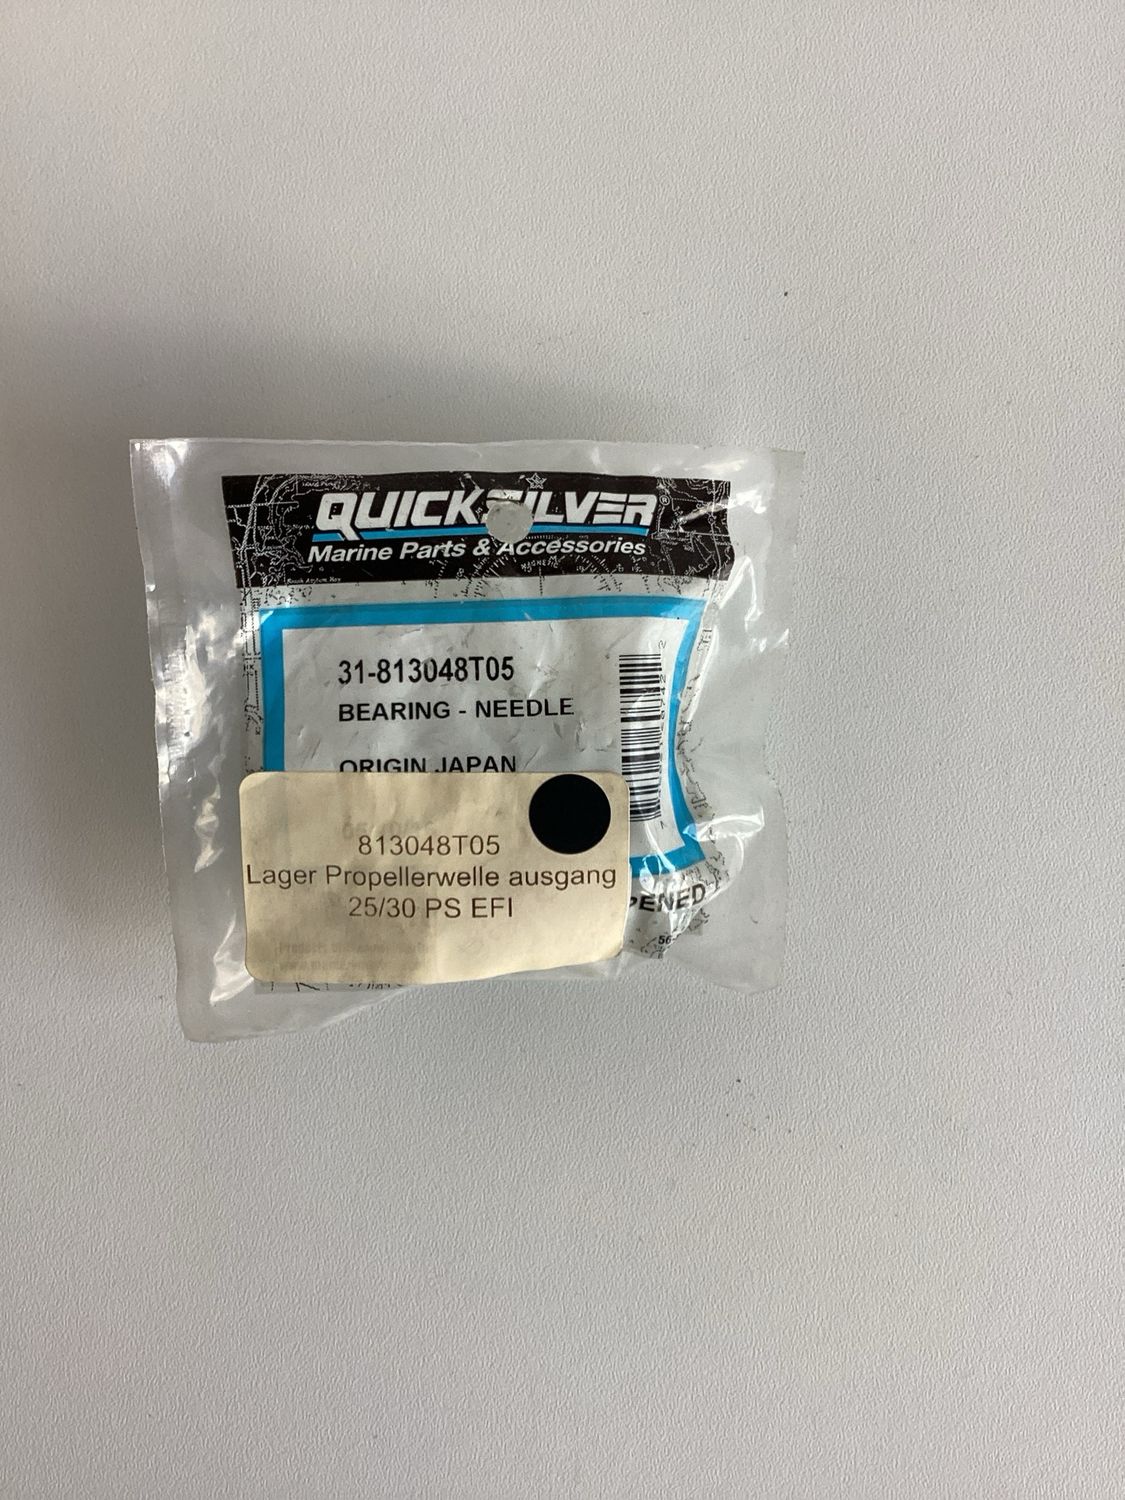 QUICKSILVER®
Marine Parts & Accessories
31-813048T05
BEARING - NEEDLE
ORIGIN JAPAN
813048T05
Lager Propellerwelle ausgang
25/30 PS EFI